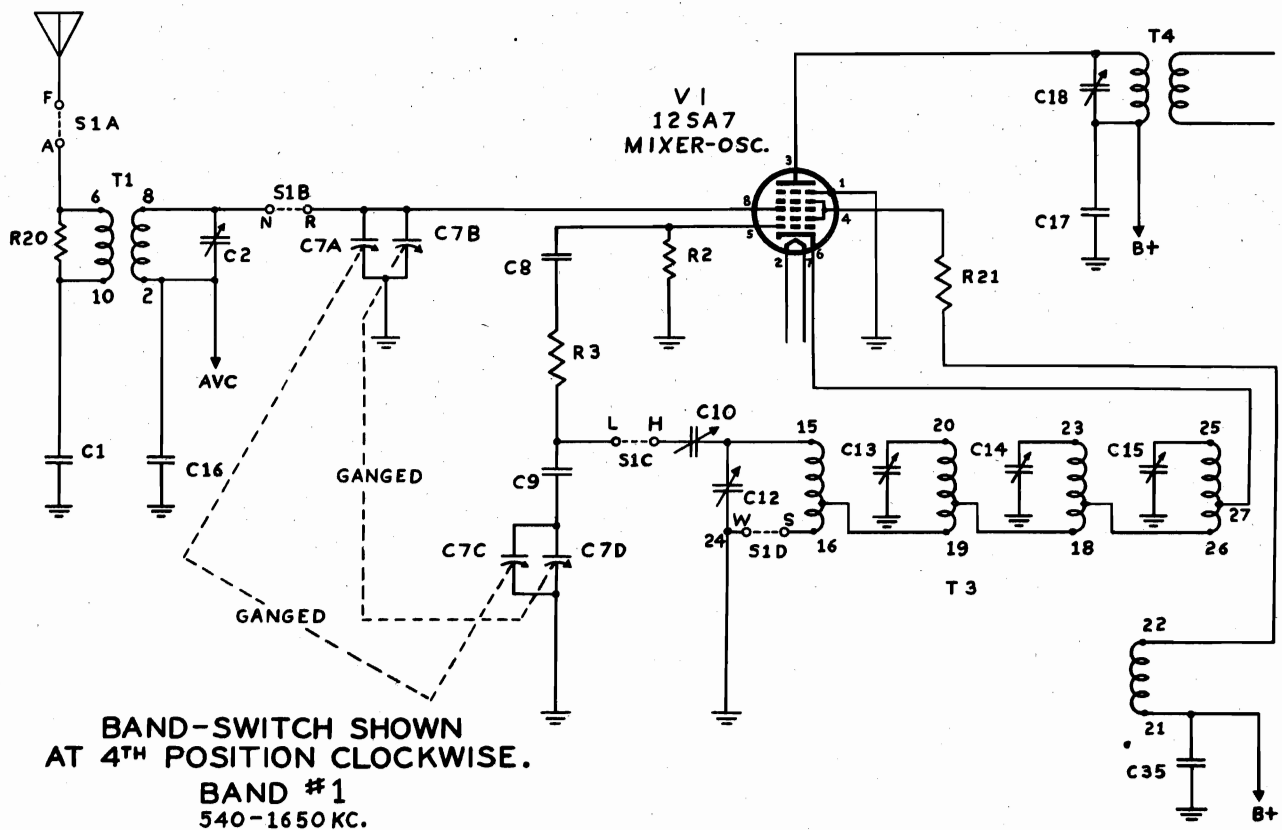 T4
F
S1A
A
V1
12SA7
MIXER-OSC.
C18
3
1
6
T1
8
S1B
N
R
8
4
5
2
7
6
R20
C2
C7A
C7B
C8
R2
C17
B+
10
2
R21
R3
AVC
L
H
C10
15
20
23
25
S1C
C13
C14
C15
C1
C16
GANGED
C9
C12
W
S
24
S1D
16
19
18
27
26
C7C
C7D
T3
GANGED
22
21
C35
B+
BAND-SWITCH SHOWN
AT 4TH POSITION CLOCKWISE.
BAND #1
540-1650 KC.